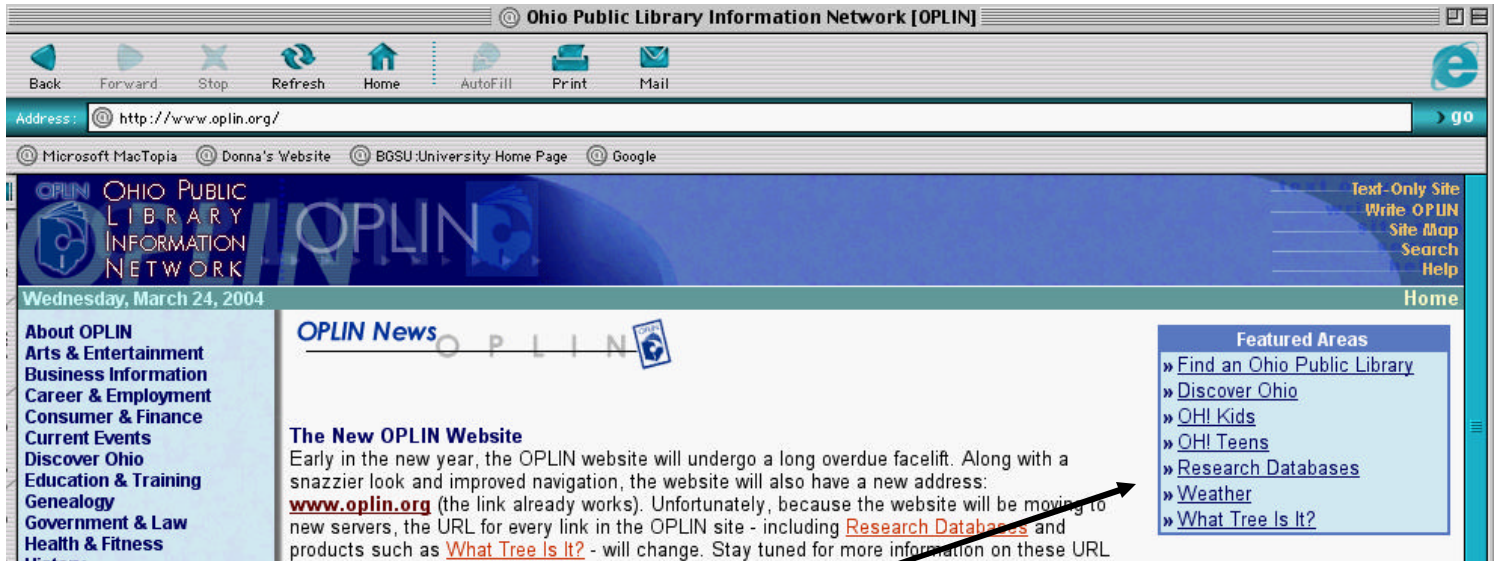 Ohio Public Library Information Network [OPLIN]
Back Forward Stop Refresh Home AutoFill Print Mail
Address: http://www.oplin.org/ go
Microsoft MacTopia Donna's Website BGSU:University Home Page Google
OPLIN OHIO PUBLIC
LIBRARY
INFORMATION
NETWORK
OPLIN
Text-Only Site
Write OPLIN
Site Map
Search
Help
Wednesday, March 24, 2004 Home
About OPLIN
Arts & Entertainment
Business Information
Career & Employment
Consumer & Finance
Current Events
Discover Ohio
Education & Training
Genealogy
Government & Law
Health & Fitness
OPLIN News
OPLIN
The New OPLIN Website
Early in the new year, the OPLIN website will undergo a long overdue facelift. Along with a
snazzier look and improved navigation, the website will also have a new address:
www.oplin.org (the link already works). Unfortunately, because the website will be moving to
new servers, the URL for every link in the OPLIN site - including Research Databases and
products such as What Tree Is It? - will change. Stay tuned for more information on these URL
Featured Areas
» Find an Ohio Public Library
» Discover Ohio
» OH! Kids
» OH! Teens
» Research Databases
» Weather
» What Tree Is It?